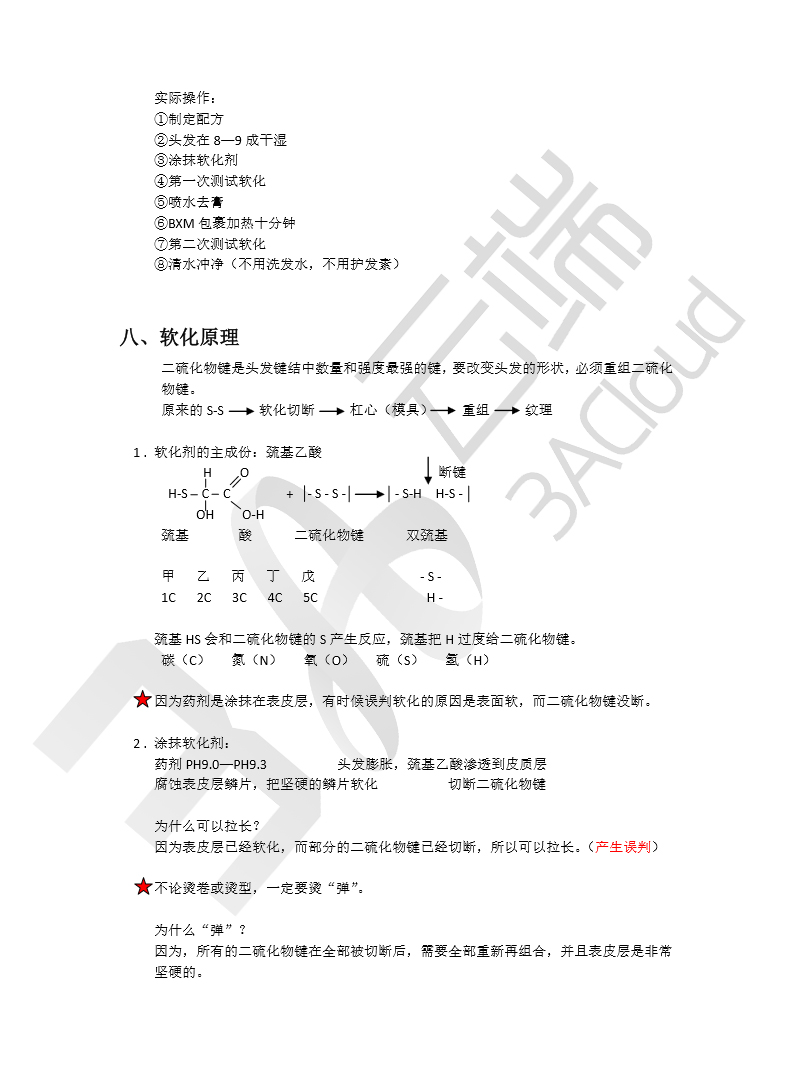 实际操作：
①制定配方
②头发在 8—9 成干湿
③涂抹软化剂
④第一次测试软化
⑤喷水去膏
⑥BXM 包裹加热十分钟
⑦第二次测试软化
⑧清水冲净（不用洗发水，不用护发素）
八、软化原理
二硫化物键是头发键结中数量和强度最强的键，要改变头发的形状，必须重组二硫化
物键。
原来的 S-S → 软化切断 → 杠心（模具）→ 重组 → 纹理
1．软化剂的主成份：巯基乙酸
H O 断键
H-S – C – C + │- S - S -│→│- S-H H-S -│
OH O-H
巯基 酸 二硫化物键 双巯基
甲 乙 丙 丁 戊 - S -
1C 2C 3C 4C 5C H -
巯基 HS 会和二硫化物键的 S 产生反应，巯基把 H 过度给二硫化物键。
碳（C） 氮（N） 氧（O） 硫（S） 氢（H）
★因为药剂是涂抹在表皮层，有时候误判软化的原因是表面软，而二硫化物键没断。
2．涂抹软化剂：
药剂 PH9.0—PH9.3 头发膨胀，巯基乙酸渗透到皮质层
腐蚀表皮层鳞片，把坚硬的鳞片软化 切断二硫化物键
为什么可以拉长？
因为表皮层已经软化，而部分的二硫化物键已经切断，所以可以拉长。（产生误判）
★不论烫卷或烫型，一定要烫“弹”。
为什么“弹”？
因为，所有的二硫化物键在全部被切断后，需要全部重新再组合，并且表皮层是非常
坚硬的。
3A云端
3ACloud